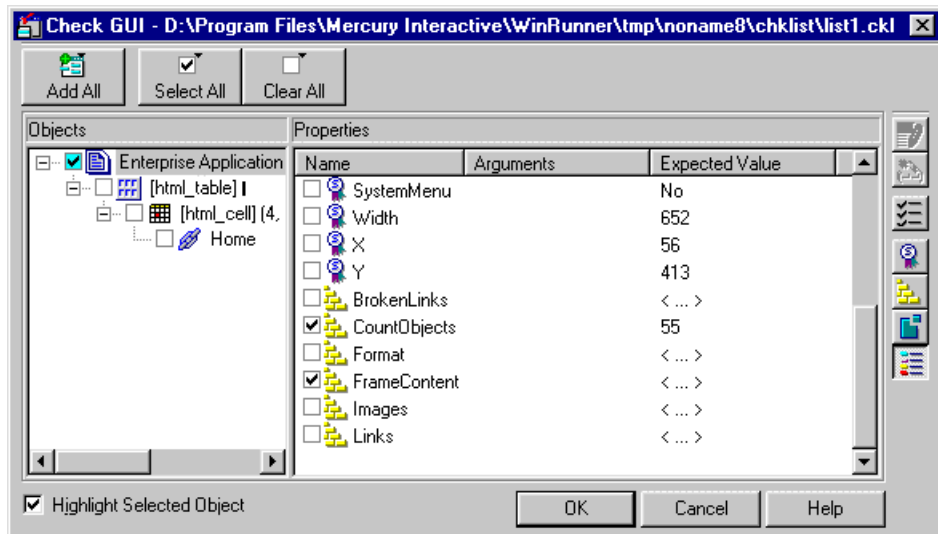 Check GUI - D:\Program Files\Mercury Interactive\WinRunner\tmp\noname8\chklist\list1.ckl
Add All Select All Clear All
Objects
Enterprise Application
[html_table] I
[html_cell] (4,
Home
Properties
Name Arguments Expected Value
SystemMenu No
Width 652
X 56
Y 413
BrokenLinks < ... >
CountObjects 55
Format < ... >
FrameContent < ... >
Images < ... >
Links < ... >
Highlight Selected Object
OK Cancel Help